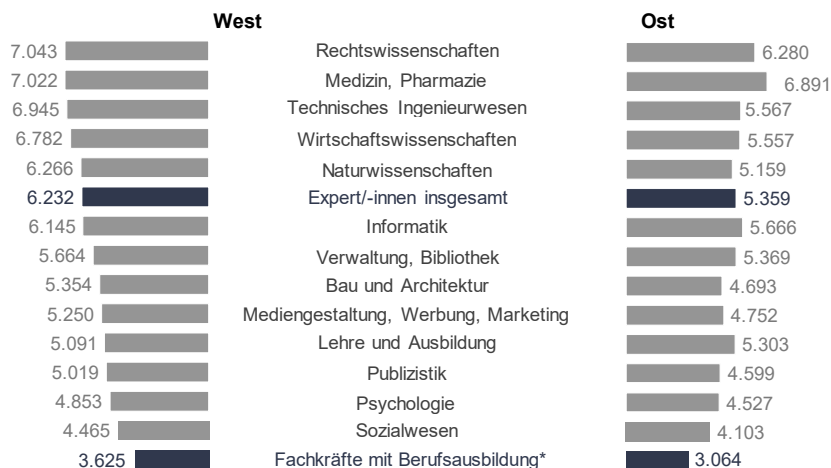 West Ost
7.043 Rechtswissenschaften 6.280
7.022 Medizin, Pharmazie 6.891
6.945 Technisches Ingenieurwesen 5.567
6.782 Wirtschaftswissenschaften 5.557
6.266 Naturwissenschaften 5.159
6.232 Expert/-innen insgesamt 5.359
6.145 Informatik 5.666
5.664 Verwaltung, Bibliothek 5.369
5.354 Bau und Architektur 4.693
5.250 Mediengestaltung, Werbung, Marketing 4.752
5.091 Lehre und Ausbildung 5.303
5.019 Publizistik 4.599
4.853 Psychologie 4.527
4.465 Sozialwesen 4.103
3.625 Fachkräfte mit Berufsausbildung* 3.064